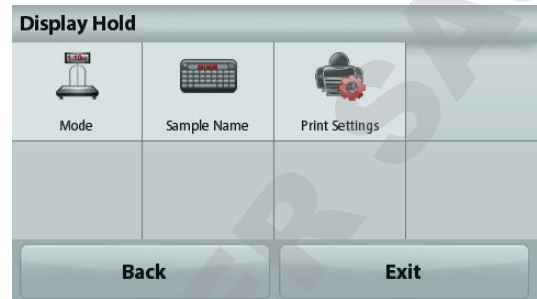 Display Hold
Mode
Sample Name
Print Settings
Back
Exit